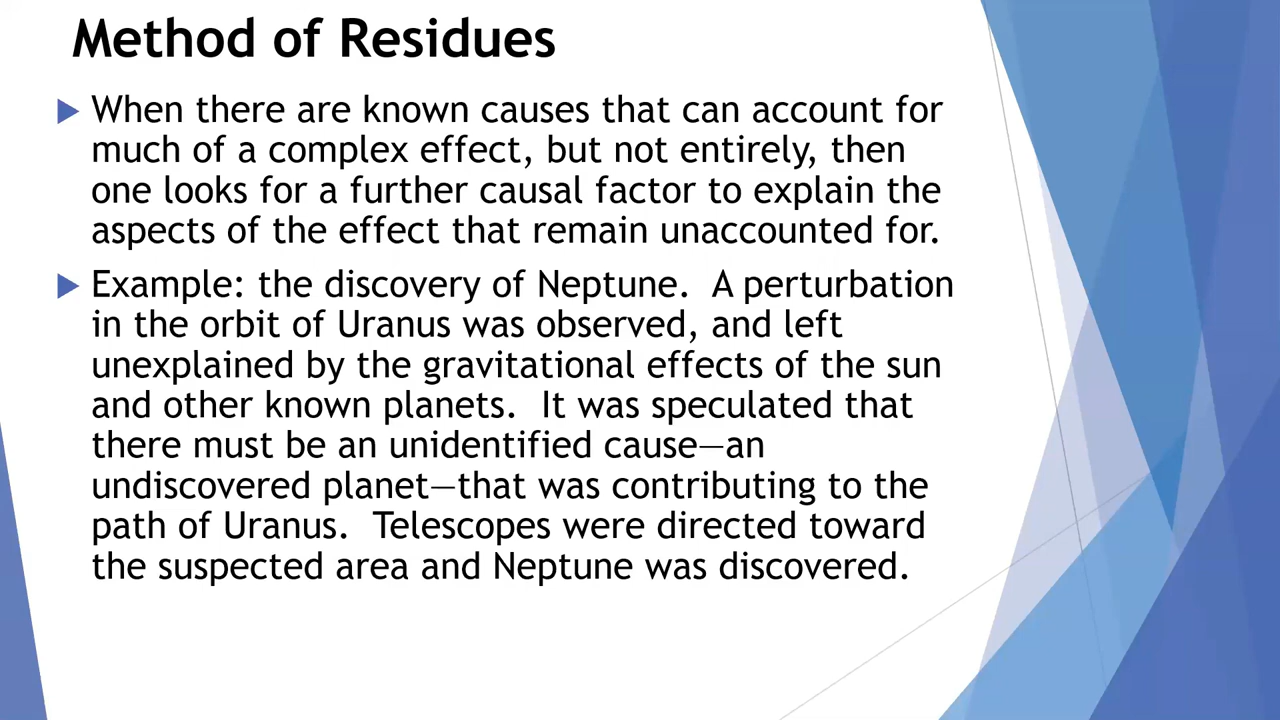 Method of Residues
When there are known causes that can account for
much of a complex effect, but not entirely, then
one looks for a further causal factor to explain the
aspects of the effect that remain unaccounted for.
Example: the discovery of Neptune.  A perturbation
in the orbit of Uranus was observed, and left
unexplained by the gravitational effects of the sun
and other known planets.  It was speculated that
there must be an unidentified cause—an
undiscovered planet—that was contributing to the
path of Uranus.  Telescopes were directed toward
the suspected area and Neptune was discovered.